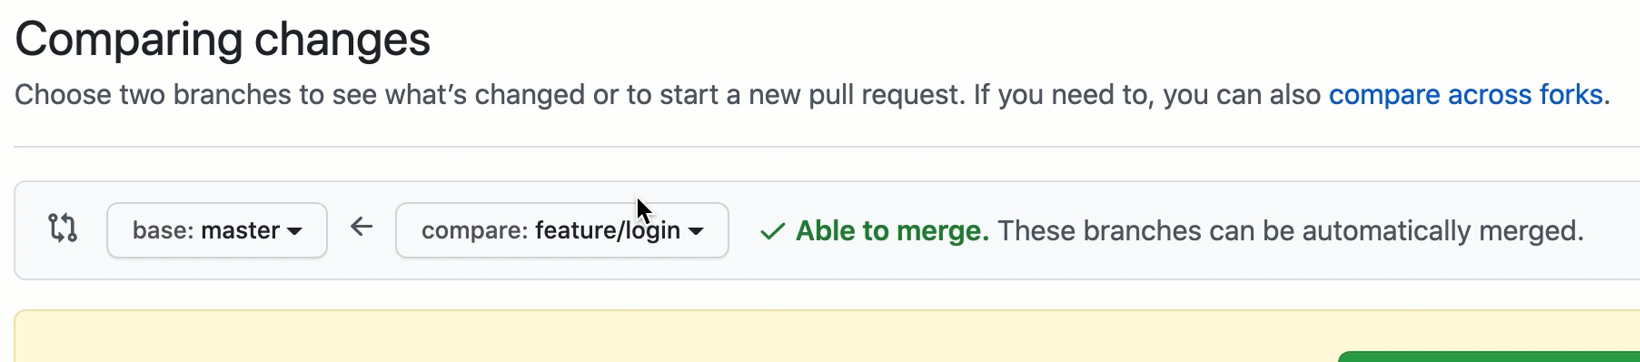 Comparing changes
Choose two branches to see what's changed or to start a new pull request. If you need to, you can also compare across forks.
base: master compare: feature/login Able to merge. These branches can be automatically merged.